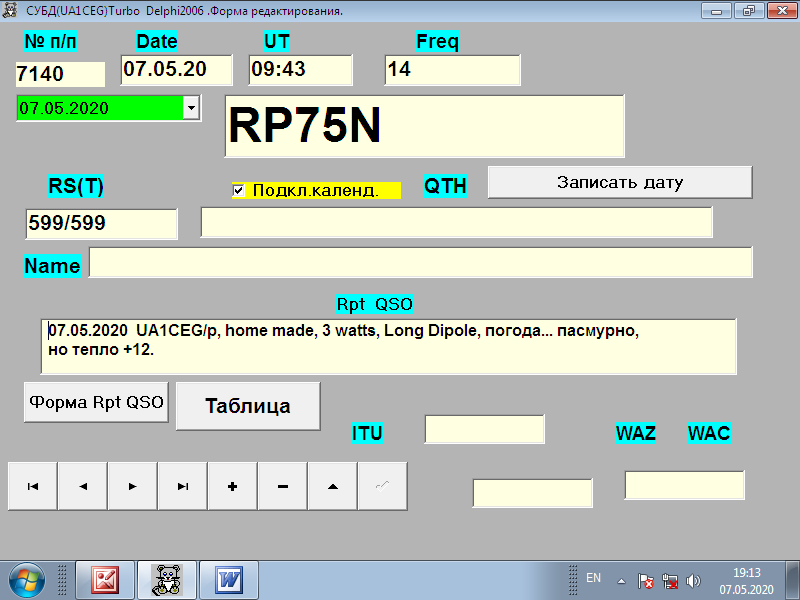 СУБД(UA1CEG)Turbo Delphi2006 .Форма редактирования.
№ п/п Date UT Freq
7140 07.05.20 09:43 14
07.05.2020
RP75N
RS(T) Подкл.календ. QTH Записать дату
599/599
Name
Rpt QSO
07.05.2020 UA1CEG/p, home made, 3 watts, Long Dipole, погода... пасмурно,
но тепло +12.
Форма Rpt QSO Таблица
ITU WAZ WAC
EN 19:13
07.05.2020